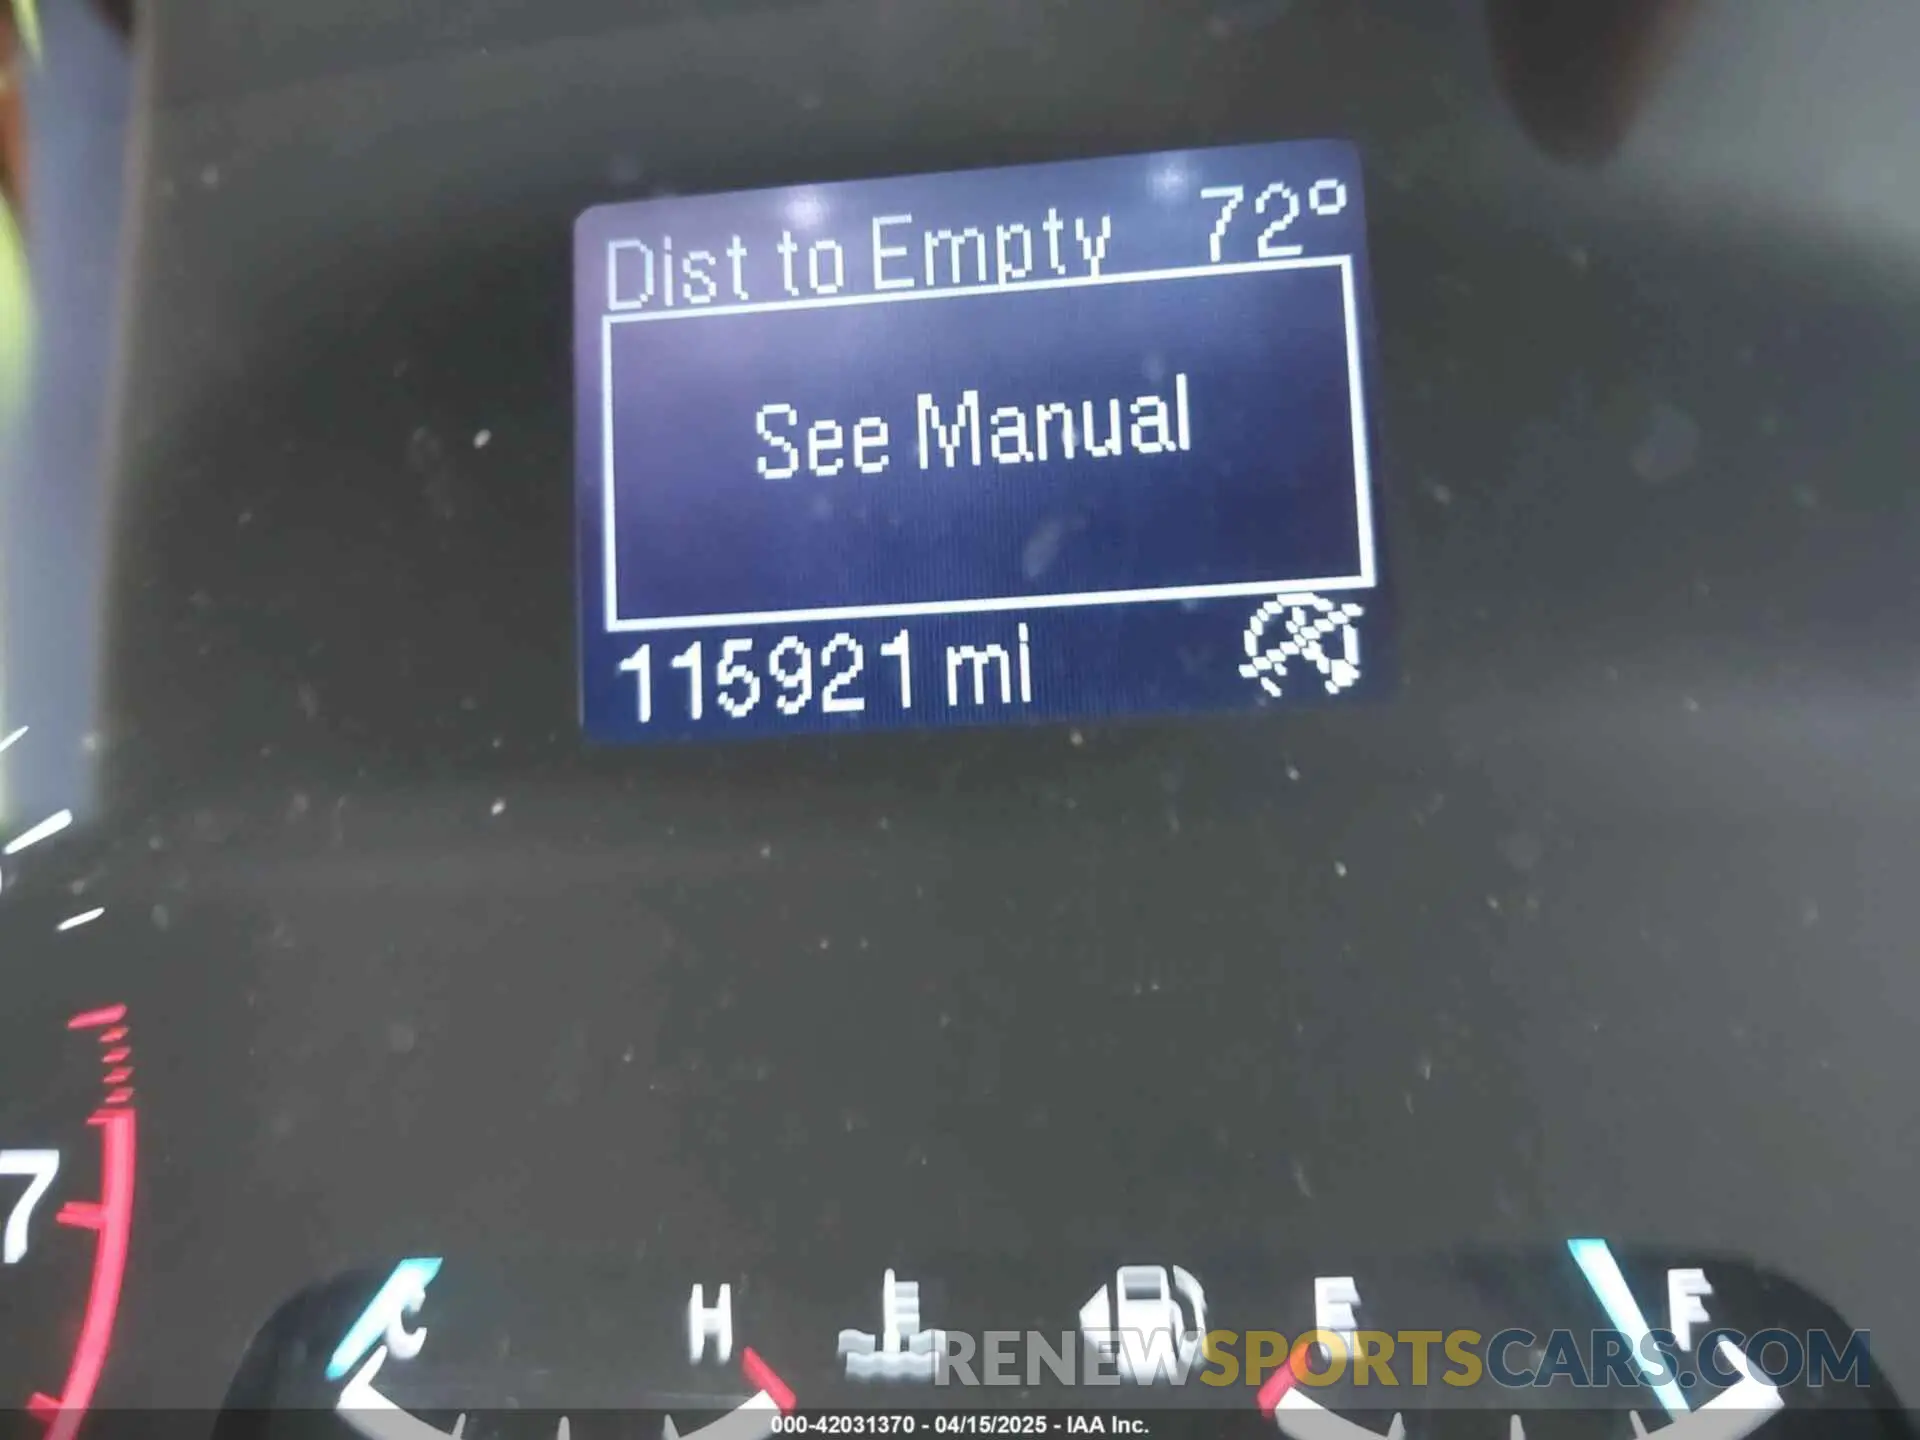 Dist to Empty 72°
See Manual
115921 mi
7
C H E F
RENEWSPORTSCARS.COM
000-42031370 - 04/15/2025 - IAA Inc.